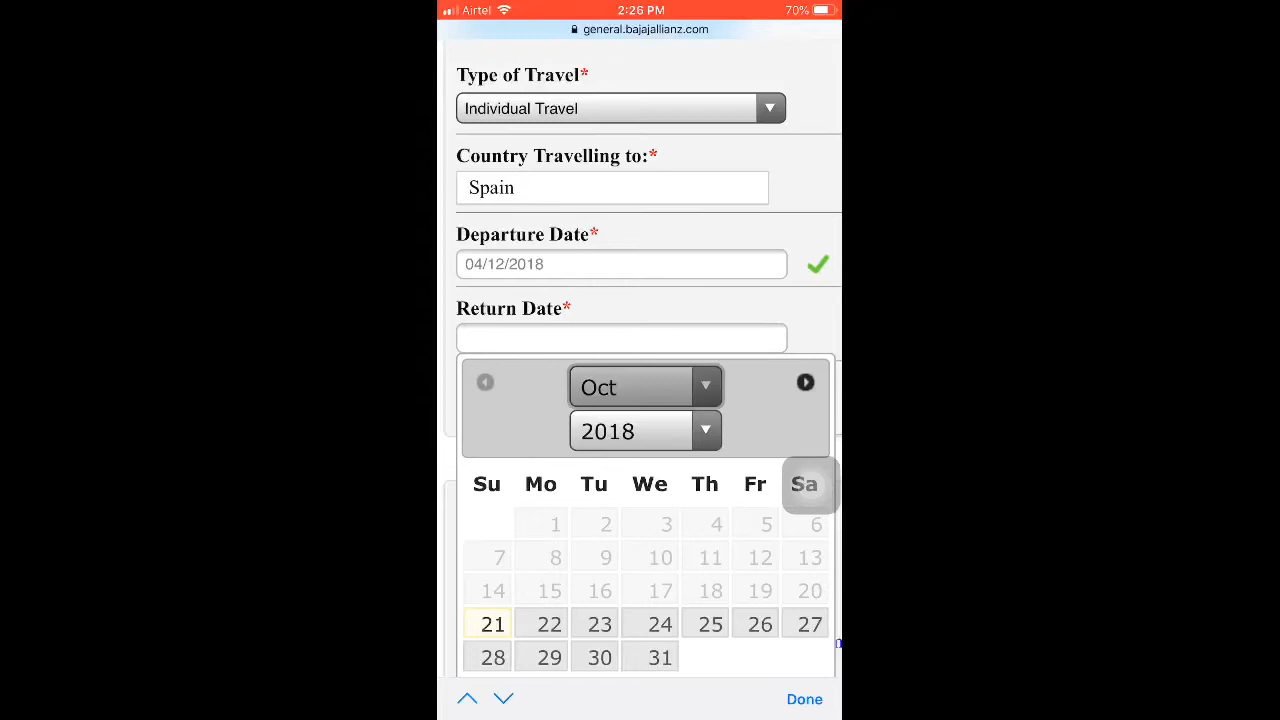 Airtel 2:26 PM 70%
general.bajajallianz.com
Type of Travel*
Individual Travel
Country Travelling to:*
Spain
Departure Date*
04/12/2018
Return Date*
Oct
2018
Su Mo Tu We Th Fr Sa
1 2 3 4 5 6
7 8 9 10 11 12 13
14 15 16 17 18 19 20
21 22 23 24 25 26 27
28 29 30 31
Done